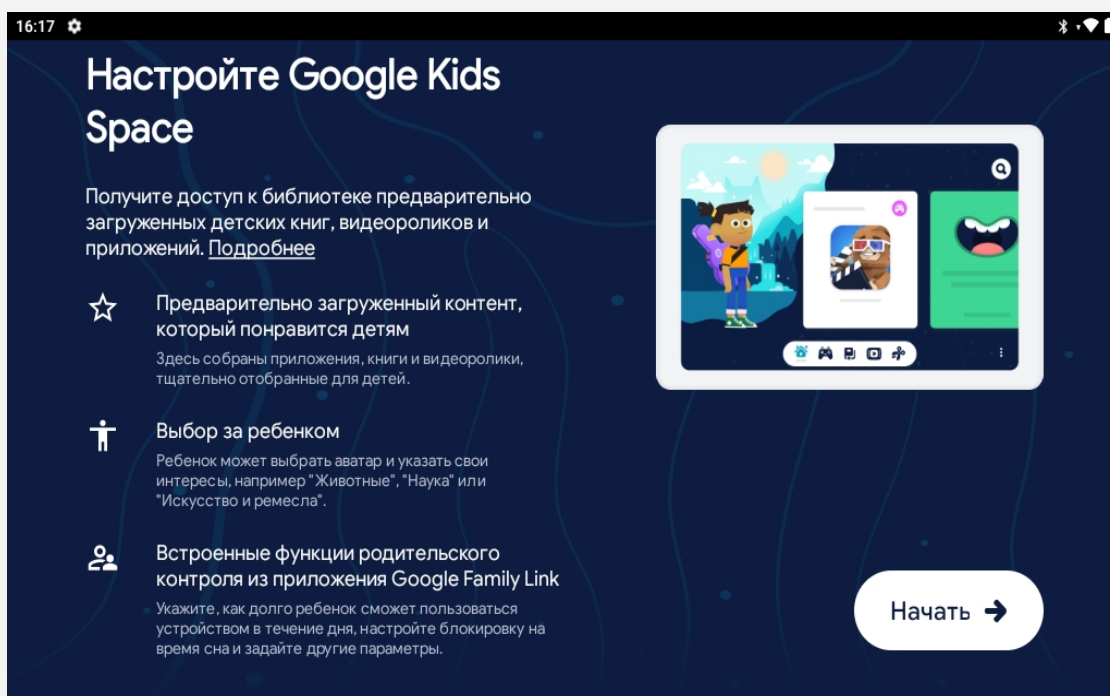 16:17
Настройте Google Kids
Space
Получите доступ к библиотеке предварительно
загруженных детских книг, видеороликов и
приложений. Подробнее
Предварительно загруженный контент,
который понравится детям
Здесь собраны приложения, книги и видеоролики,
тщательно отобранные для детей.
Выбор за ребенком
Ребенок может выбрать аватар и указать свои
интересы, например "Животные", "Наука" или
"Искусство и ремесла".
Встроенные функции родительского
контроля из приложения Google Family Link
Укажите, как долго ребенок сможет пользоваться
устройством в течение дня, настройте блокировку на
время сна и задайте другие параметры.
Начать